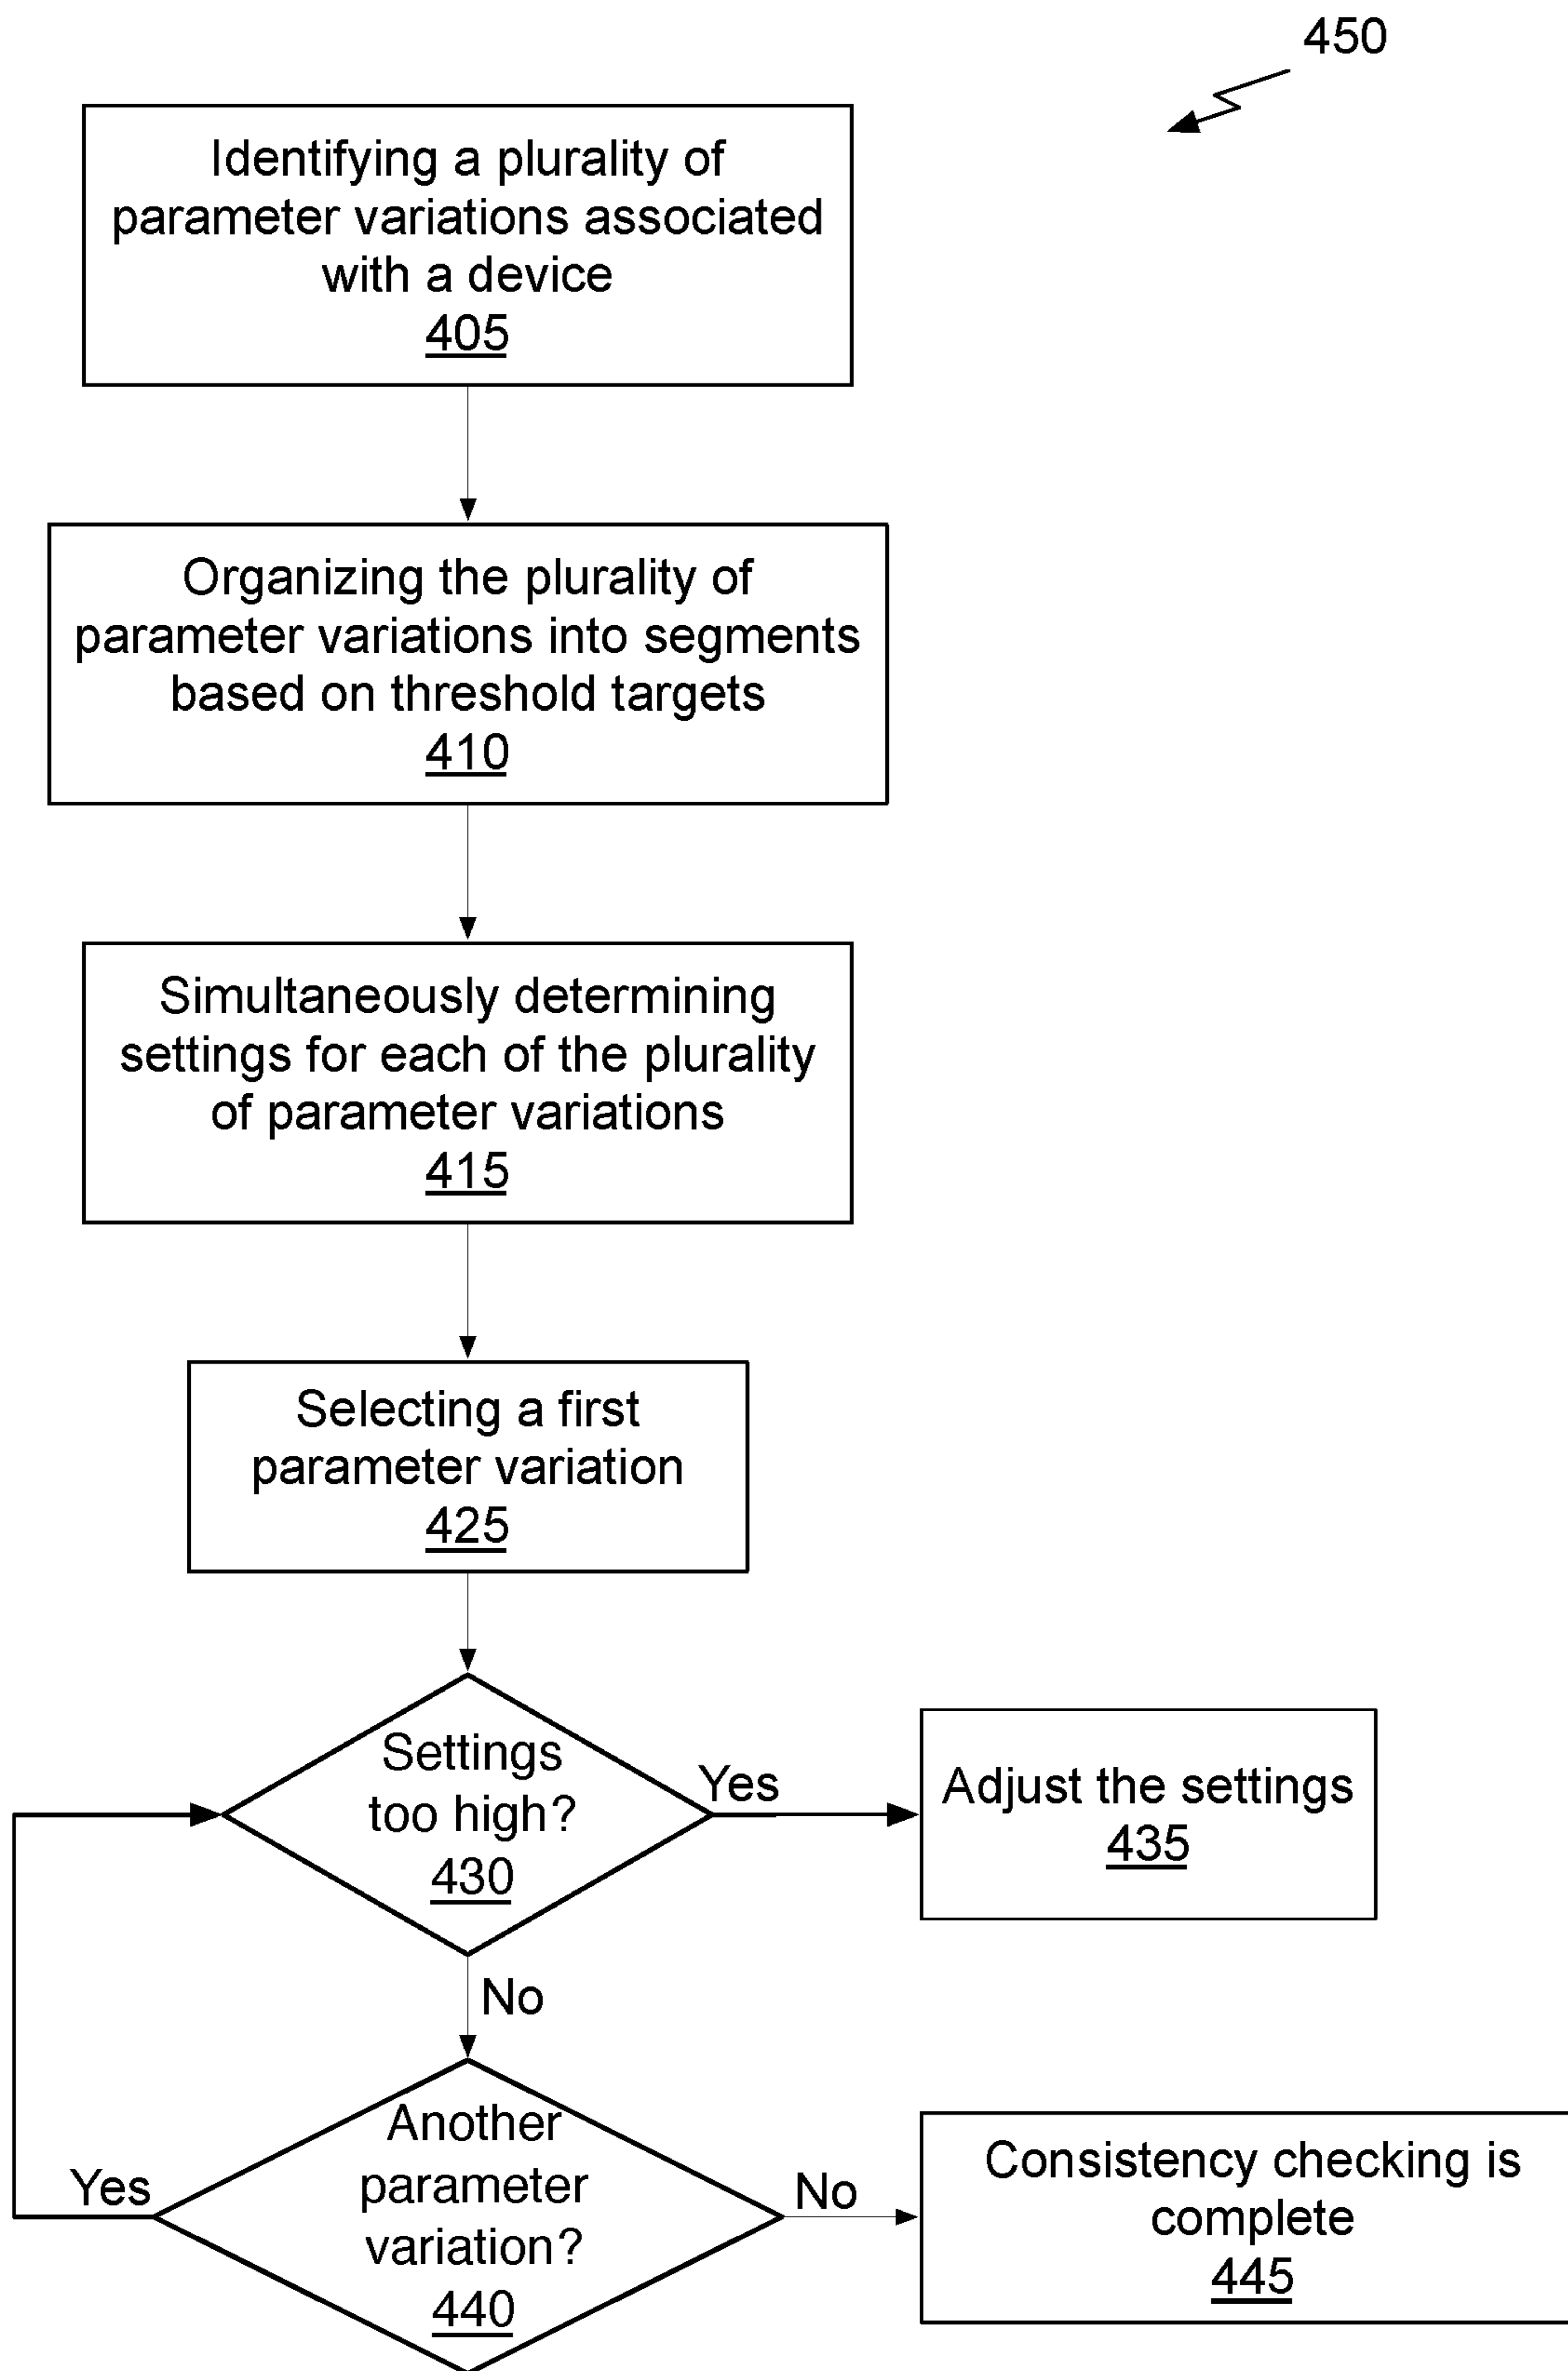 450
Identifying a plurality of
parameter variations associated
with a device
405
Organizing the plurality of
parameter variations into segments
based on threshold targets
410
Simultaneously determining
settings for each of the plurality
of parameter variations
415
Selecting a first
parameter variation
425
Settings
too high?
430
Yes
Adjust the settings
435
No
Another
parameter
variation?
440
Yes
No
Consistency checking is
complete
445